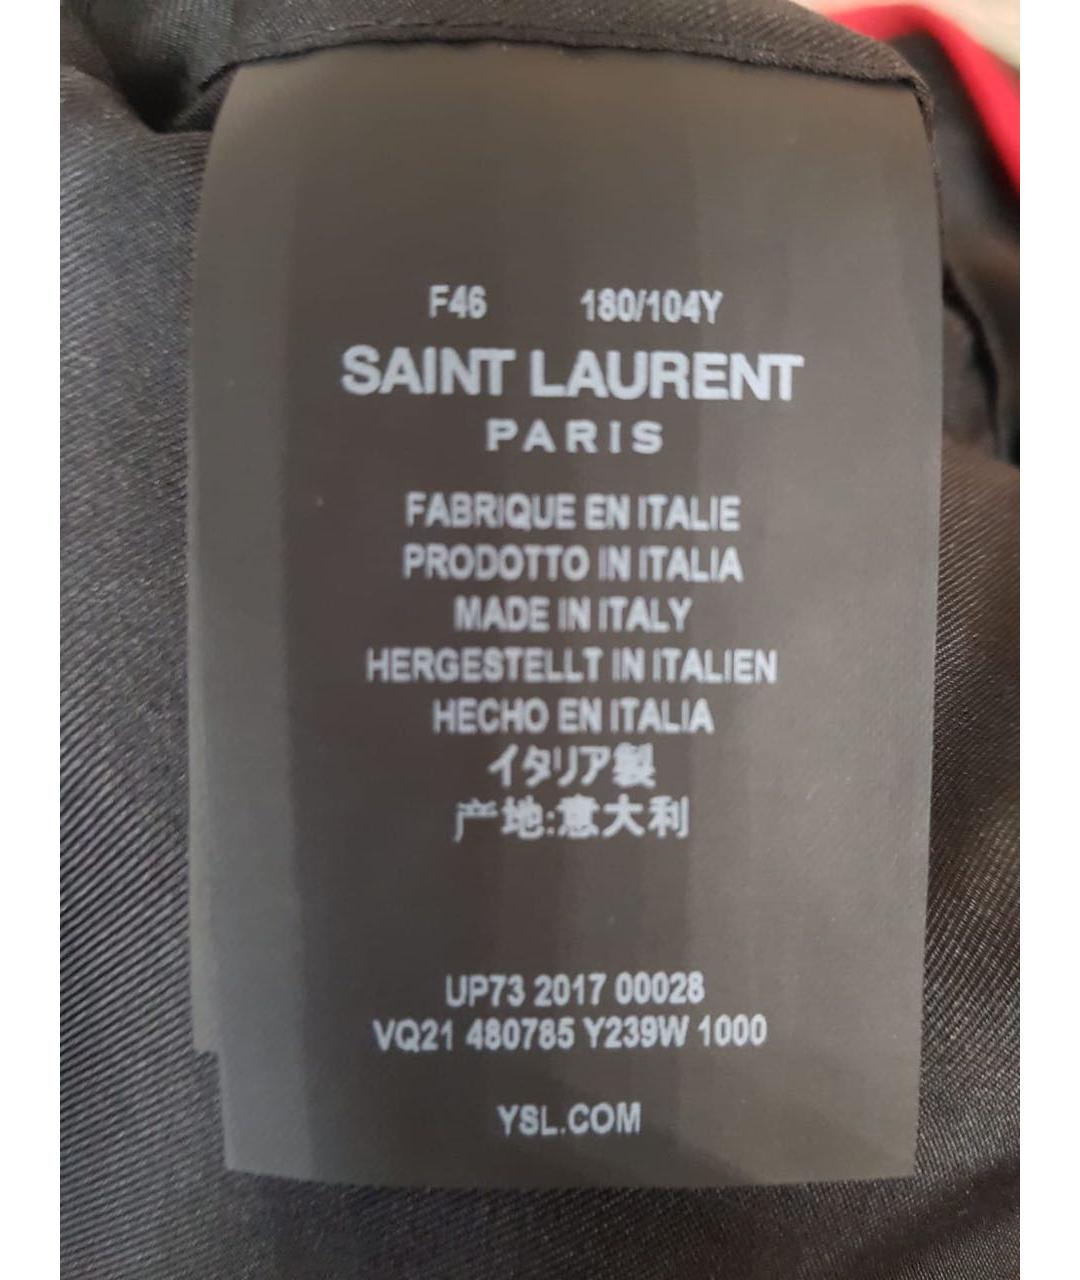 F46 180/104Y
SAINT LAURENT
PARIS
FABRIQUE EN ITALIE
PRODOTTO IN ITALIA
MADE IN ITALY
HERGESTELLT IN ITALIEN
HECHO EN ITALIA
イタリア製
产地:意大利
UP73 2017 00028
VQ21 480785 Y239W 1000
YSL.COM